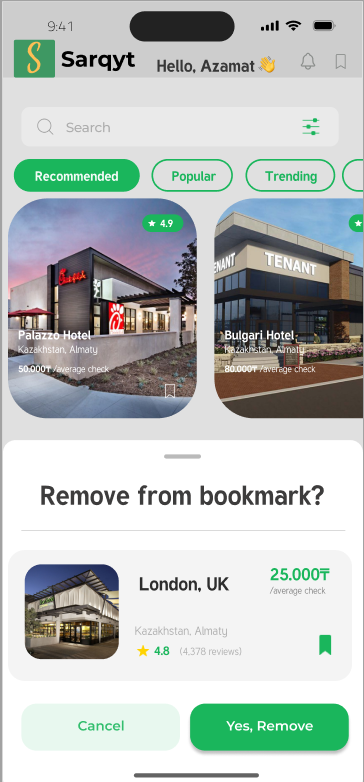 9:41
S Sarqyt
Hello, Azamat 👋
Search
Recommended Popular Trending
4.9
TENANT TENANT
Palazzo Hotel
Kazakhstan, Almaty
50.000₸ /average check
Bulgari Hotel
Kazakhstan, Almaty
80.000₸ /average check
Remove from bookmark?
London, UK
25.000₸
/average check
Kazakhstan, Almaty
4.8 (4,378 reviews)
Cancel Yes, Remove